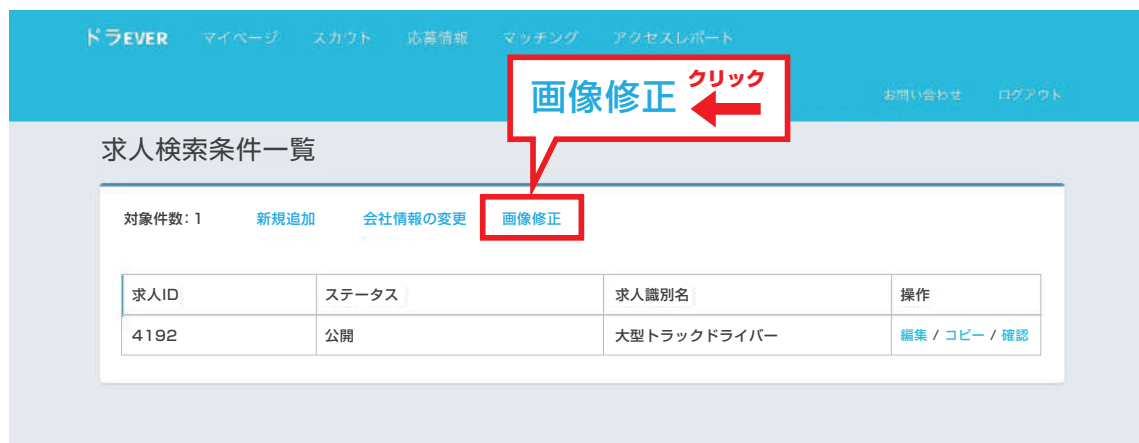 ドラEVER マイページ スカウト 応募情報 マッチング アクセスレポート
画像修正 クリック
お問い合わせ ログアウト
求人検索条件一覧
対象件数: 1 新規追加 会社情報の変更 画像修正
求人ID ステータス 求人識別名 操作
4192 公開 大型トラックドライバー 編集 / コピー / 確認